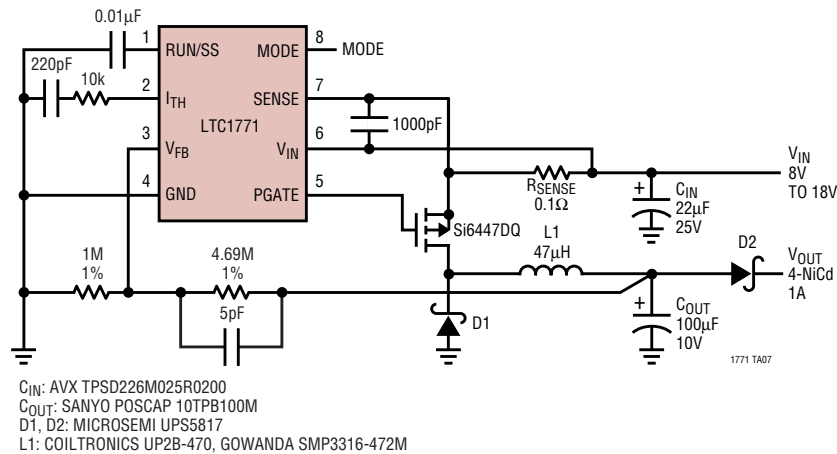 0.01µF
1
RUN/SS
MODE
8
MODE
220pF
10k
2
ITH
SENSE
7
LTC1771
1000pF
3
VFB
VIN
6
4
GND
PGATE
5
RSENSE
0.1Ω
+
CIN
22µF
25V
VIN
8V
TO 18V
Si6447DQ
L1
47µH
1M
1%
4.69M
1%
5pF
D1
D2
VOUT
4-NiCd
1A
+
COUT
100µF
10V
1771 TA07
CIN: AVX TPSD226M025R0200
COUT: SANYO POSCAP 10TPB100M
D1, D2: MICROSEMI UPS5817
L1: COILTRONICS UP2B-470, GOWANDA SMP3316-472M